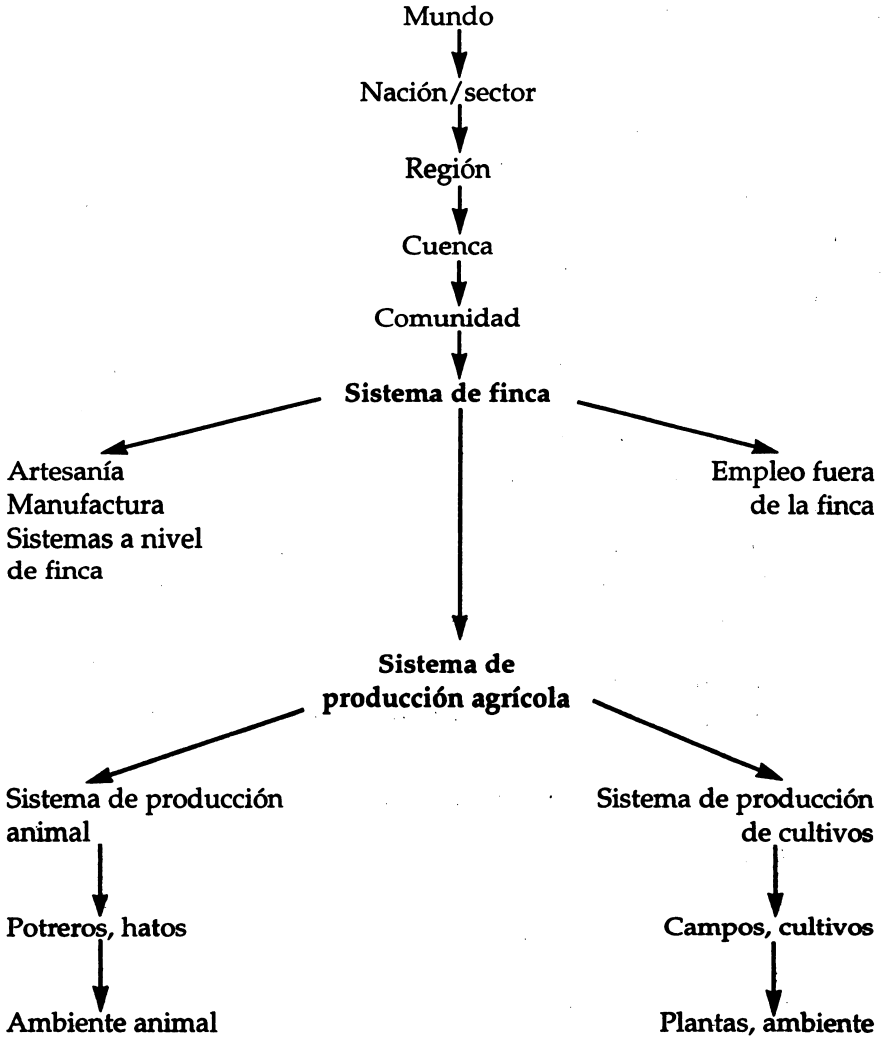 Mundo
Nación/sector
Región
Cuenca
Comunidad
Sistema de finca
Artesanía
Manufactura
Sistemas a nivel
de finca
Empleo fuera
de la finca
Sistema de
producción agrícola
Sistema de producción
animal
Sistema de producción
de cultivos
Potreros, hatos
Campos, cultivos
Ambiente animal
Plantas, ambiente